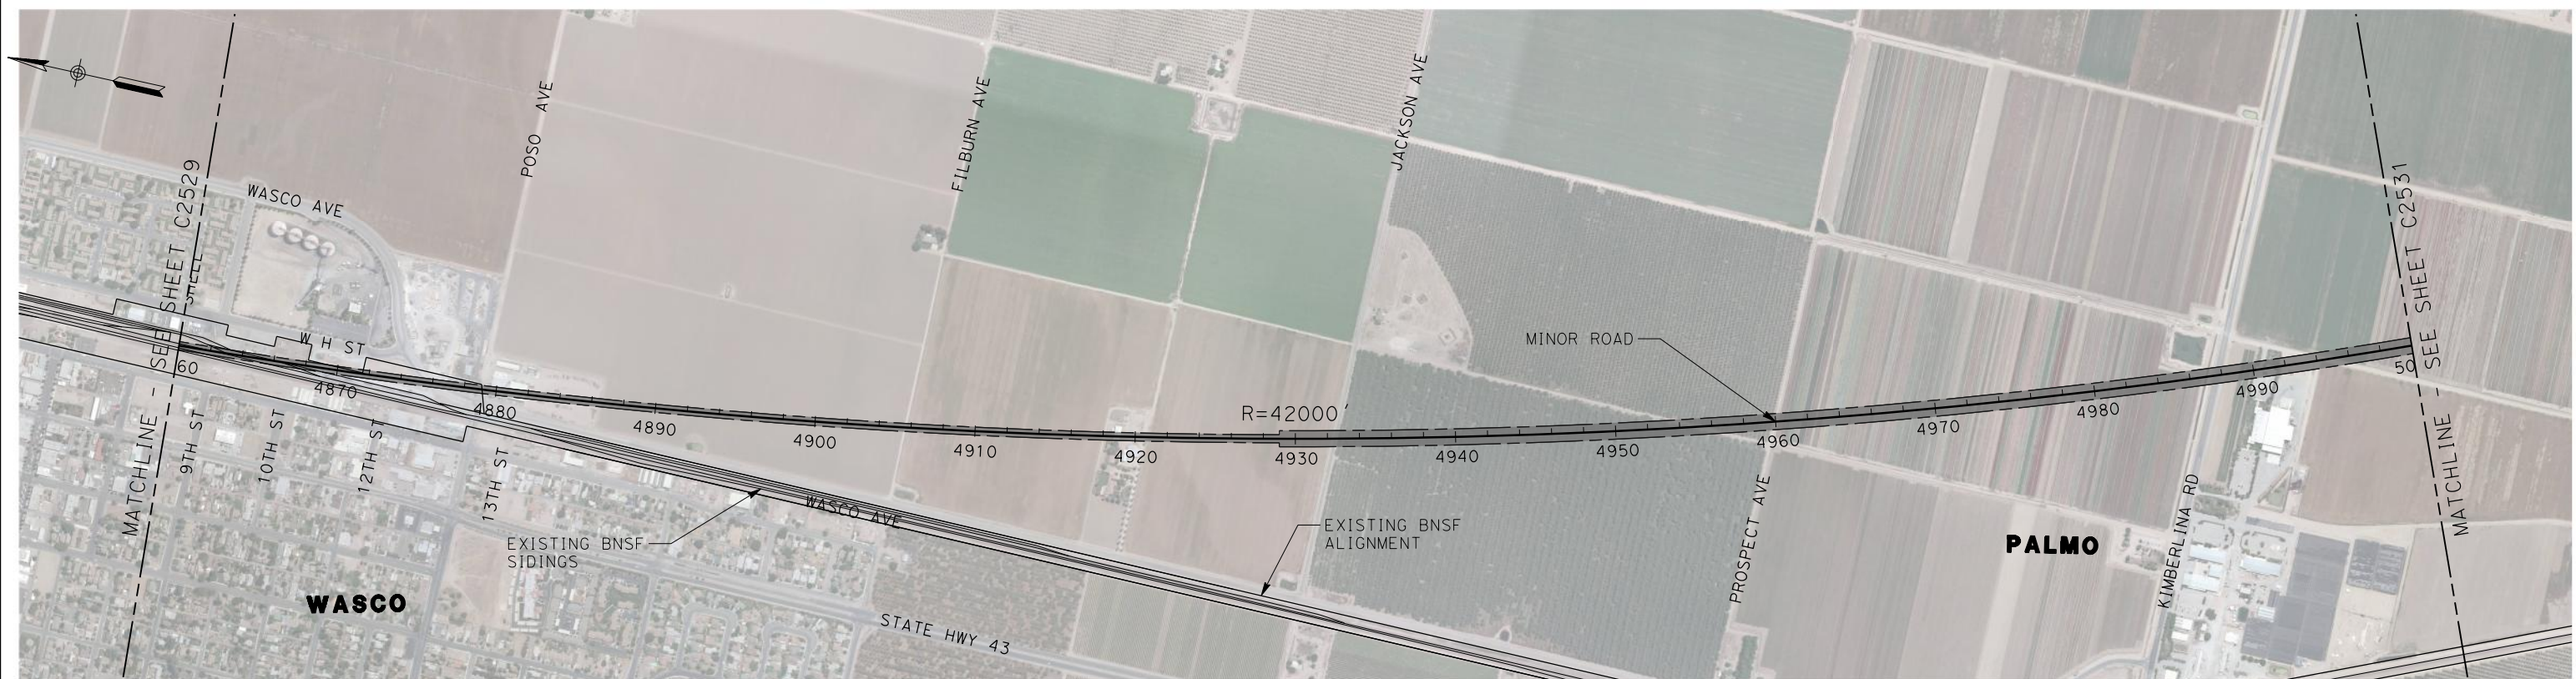 MATCHLINE - SEE SHEET C2529
SHELL
WASCO AVE
POSO AVE
FILBURN AVE
JACKSON AVE
MATCHLINE - SEE SHEET C2531
W H ST
MINOR ROAD
R=42000'
60
4870
4880
4890
4900
4910
4920
4930
4940
4950
4960
4970
4980
4990
50
9TH ST
10TH ST
12TH ST
13TH ST
WASCO AVE
EXISTING BNSF
SIDINGS
EXISTING BNSF
ALIGNMENT
PROSPECT AVE
KIMBERLINA RD
PALMO
WASCO
STATE HWY 43